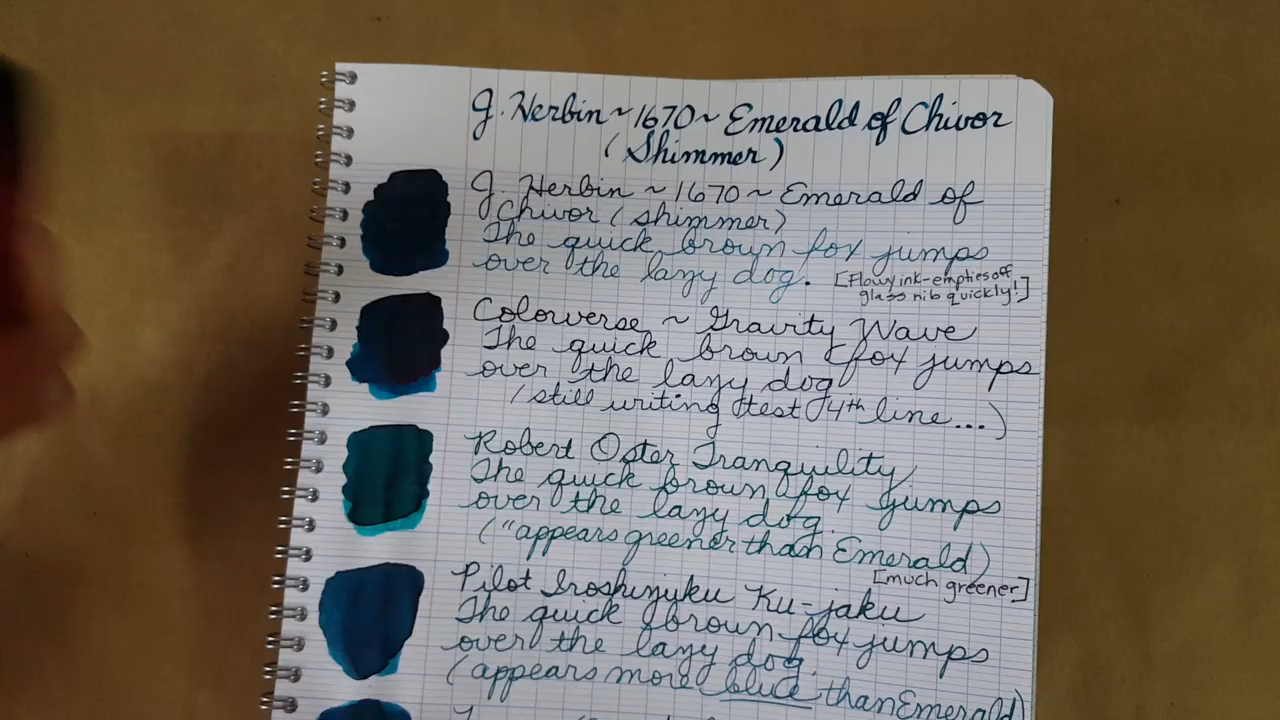 J. Herbin ~ 1670 ~ Emerald of Chivor
(Shimmer)
J. Herbin ~ 1670 ~ Emerald of
Chivor (shimmer)
The quick brown fox jumps
over the lazy dog.
[Flowy ink-empties off
glass nib quickly!]
Colorverse ~ Gravity Wave
The quick brown fox jumps
over the lazy dog
(still writing test 4th line...)
Robert Oster Tranquility
The quick brown fox jumps
over the lazy dog.
("appears greener than Emerald)
[much greener]
Pilot Iroshizuku Ku-jaku
The quick brown fox jumps
over the lazy dog.
(appears more blue than Emerald)